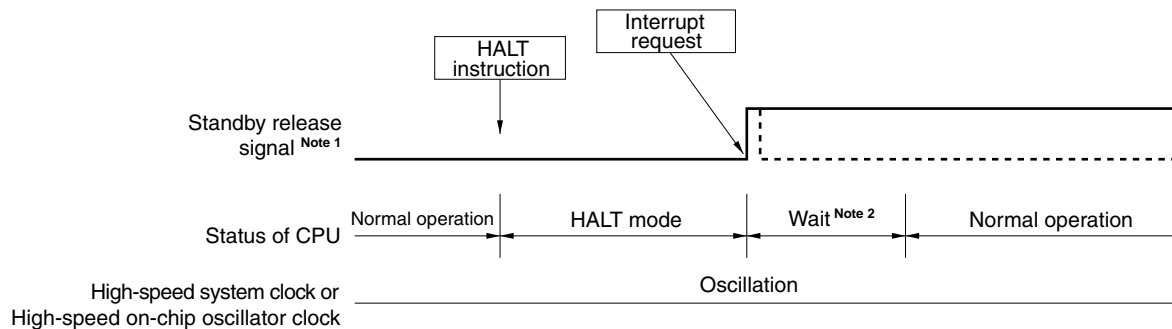 HALT
instruction
Interrupt
request
Standby release
signal Note 1
Status of CPU
Normal operation
HALT mode
Wait Note 2
Normal operation
High-speed system clock or
High-speed on-chip oscillator clock
Oscillation